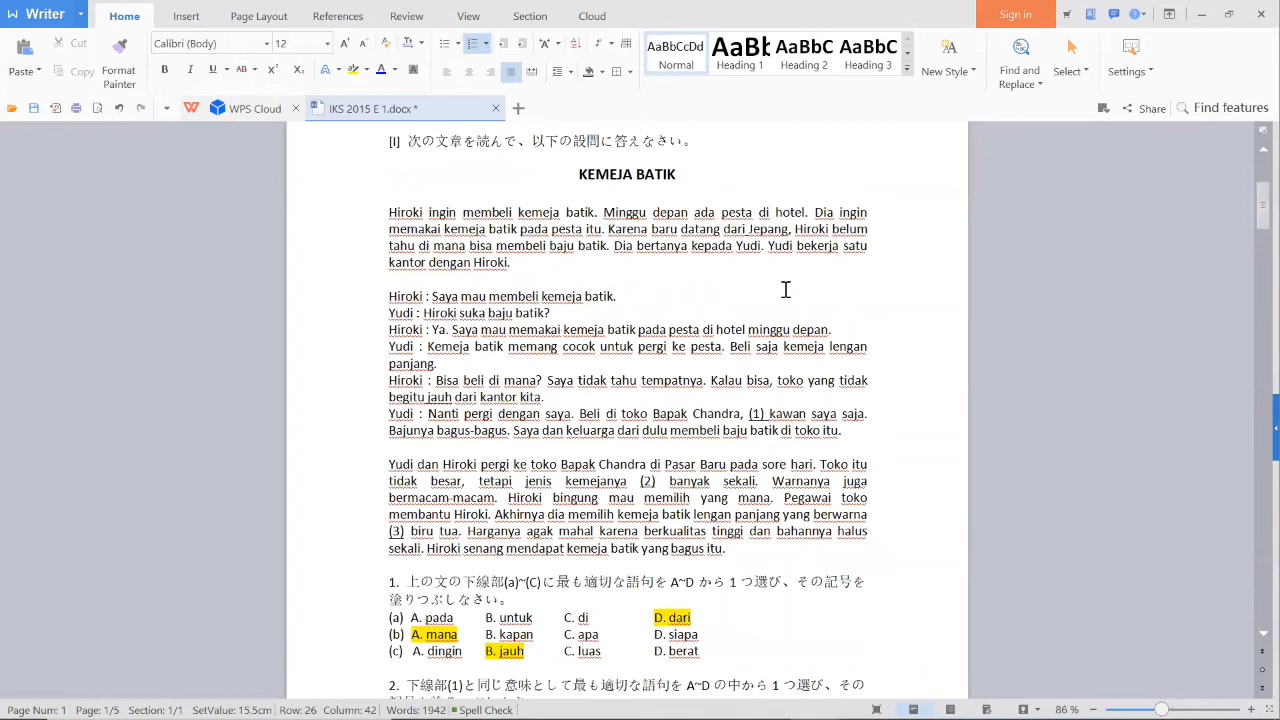 Writer
Home
Insert
Page Layout
References
Review
View
Section
Cloud
Sign in
Paste
Cut
Copy
Format Painter
Calibri (Body)
12
AaBbCcDd
Normal
AaBb
Heading 1
AaBbC
Heading 2
AaBbC
Heading 3
New Style
Find and Replace
Select
Settings
WPS Cloud
IKS 2015 E 1.docx *
Share
Find features
[I] 次の文章を読んで、以下の設問に答えなさい。
KEMEJA BATIK
Hiroki ingin membeli kemeja batik. Minggu depan ada pesta di hotel. Dia ingin
memakai kemeja batik pada pesta itu. Karena baru datang dari Jepang, Hiroki belum
tahu di mana bisa membeli baju batik. Dia bertanya kepada Yudi. Yudi bekerja satu
kantor dengan Hiroki.
Hiroki : Saya mau membeli kemeja batik.
Yudi : Hiroki suka baju batik?
Hiroki : Ya. Saya mau memakai kemeja batik pada pesta di hotel minggu depan.
Yudi : Kemeja batik memang cocok untuk pergi ke pesta. Beli saja kemeja lengan
panjang.
Hiroki : Bisa beli di mana? Saya tidak tahu tempatnya. Kalau bisa, toko yang tidak
begitu jauh dari kantor kita.
Yudi : Nanti pergi dengan saya. Beli di toko Bapak Chandra, (1) kawan saya saja.
Bajunya bagus-bagus. Saya dan keluarga dari dulu membeli baju batik di toko itu.
Yudi dan Hiroki pergi ke toko Bapak Chandra di Pasar Baru pada sore hari. Toko itu
tidak besar, tetapi jenis kemejanya (2) banyak sekali. Warnanya juga
bermacam-macam. Hiroki bingung mau memilih yang mana. Pegawai toko
membantu Hiroki. Akhirnya dia memilih kemeja batik lengan panjang yang berwarna
(3) biru tua. Harganya agak mahal karena berkualitas tinggi dan bahannya halus
sekali. Hiroki senang mendapat kemeja batik yang bagus itu.
1. 上の文の下線部(a)~(C)に最も適切な語句を A~D から 1 つ選び、その記号を
塗りつぶしなさい。
(a) A. pada B. untuk C. di D. dari
(b) A. mana B. kapan C. apa D. siapa
(c) A. dingin B. jauh C. luas D. berat
2. 下線部(1)と同じ意味として最も適切な語句を A~D の中から 1 つ選び、その
Page Num: 1 Page: 1/5 Section: 1/1 SetValue: 15.5cm Row: 26 Column: 42 Words: 1942 Spell Check
86 %